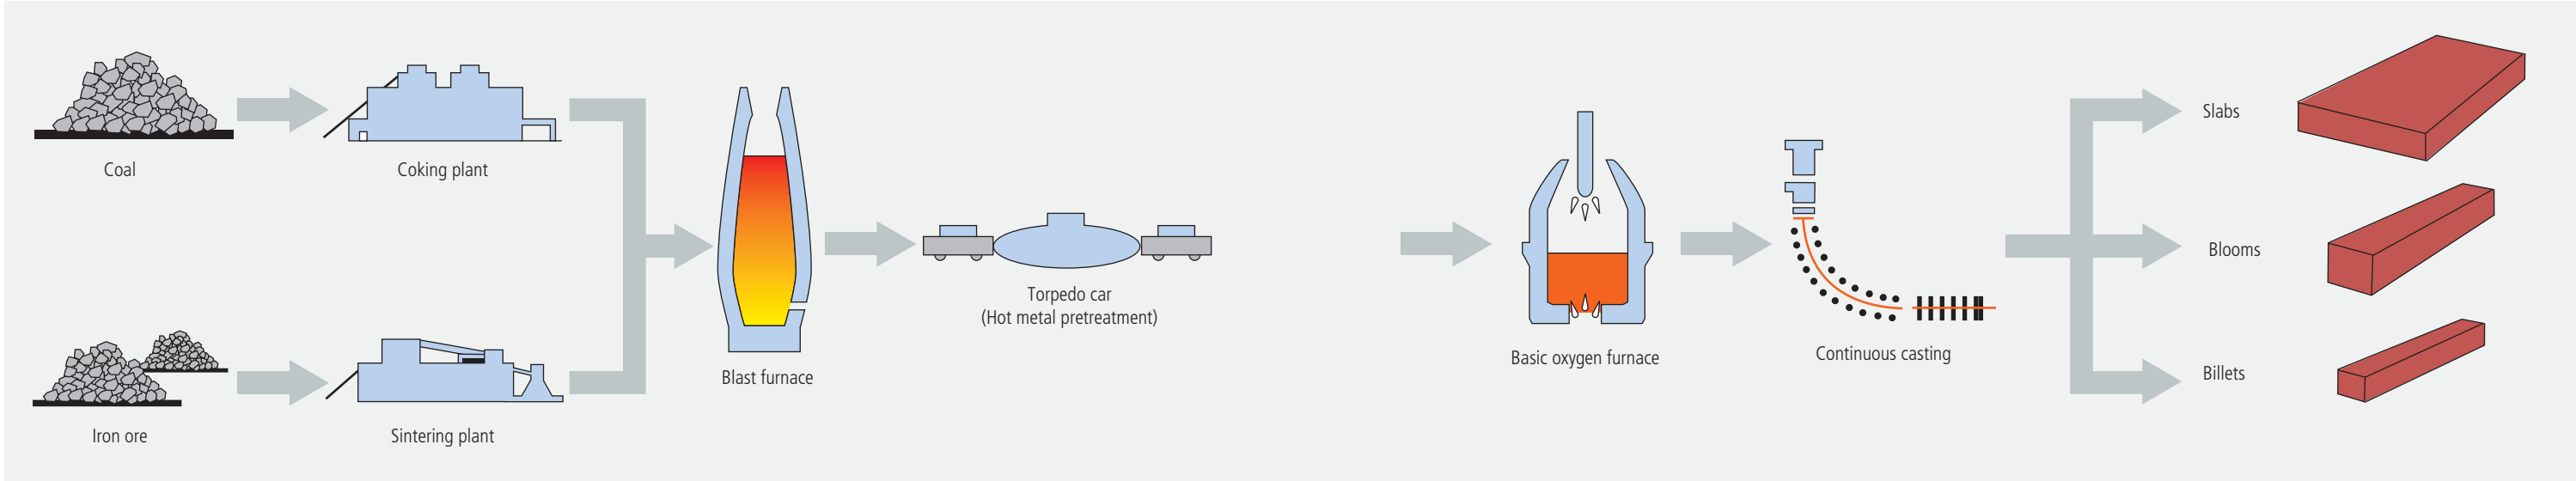 Coal
Coking plant
Iron ore
Sintering plant
Blast furnace
Torpedo car
(Hot metal pretreatment)
Basic oxygen furnace
Continuous casting
Slabs
Blooms
Billets